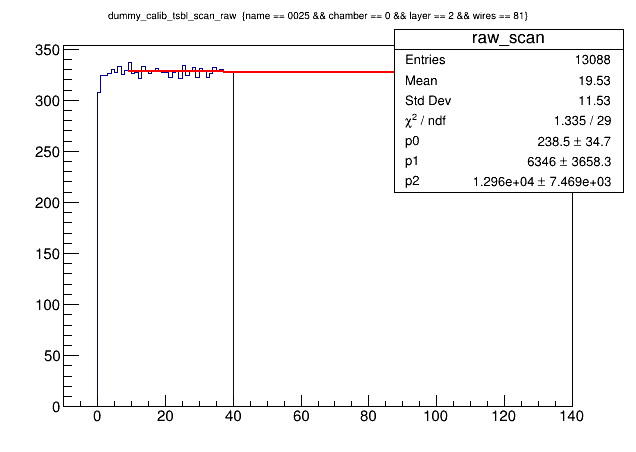 dummy_calib_tsbl_scan_raw {name == 0025 && chamber == 0 && layer == 2 && wires == 81}
raw_scan
Entries 13088
Mean 19.53
Std Dev 11.53
χ² / ndf 1.335 / 29
p0 238.5 ± 34.7
p1 6346 ± 3658.3
p2 1.296e+04 ± 7.469e+03
350
300
250
200
150
100
50
0
0 20 40 60 80 100 120 140